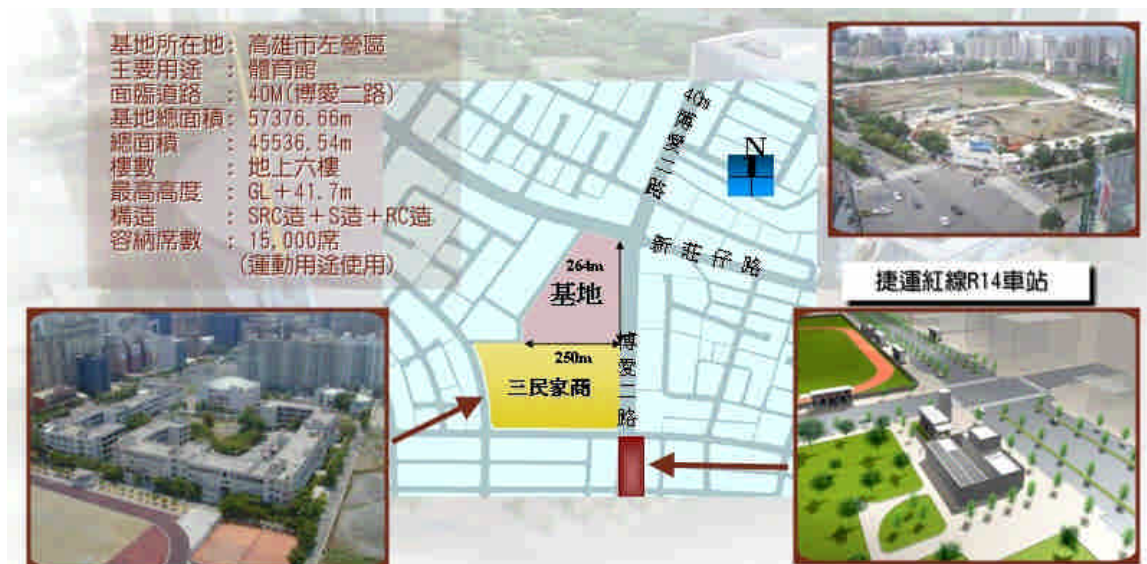 基地所在地：高雄市左營區
主要用途 ：體育館
面臨道路 ：40M(博愛二路)
基地總面積：57376.66m
總面積 ：45536.54m
樓數 ：地上六樓
最高高度 ：GL＋41.7m
構造 ：SRC造＋S造＋RC造
容納席數 ：15,000席
(運動用途使用)
40m博愛二路
N
新莊仔路
264m
基地
250m
博愛二路
三民家商
捷運紅線R14車站